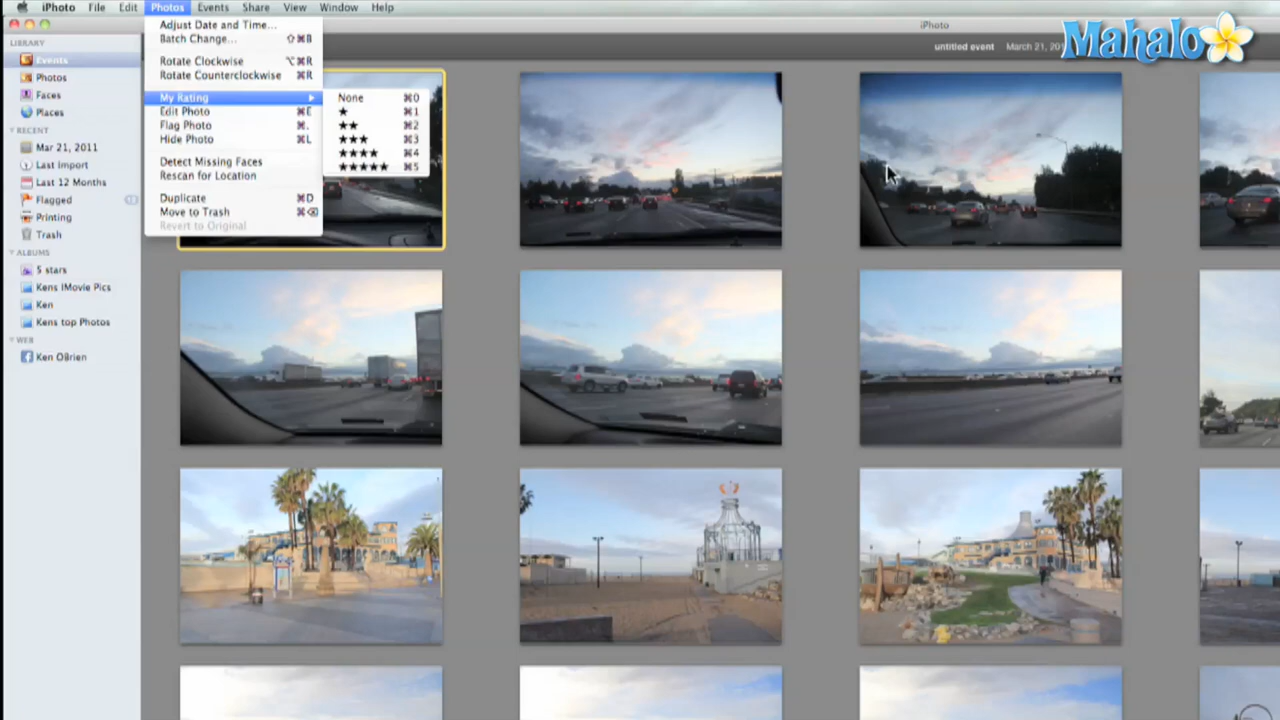 iPhoto File Edit Photos Events Share View Window Help
iPhoto
untitled event March 21, 201
Mahalo
LIBRARY
Events
Photos
Faces
Places
RECENT
Mar 21, 2011
Last Import
Last 12 Months
Flagged
Printing
Trash
ALBUMS
5 stars
Kens iMovie Pics
Ken
Kens top Photos
WEB
Ken OBrien
Adjust Date and Time...
Batch Change... ⇧⌘B
Rotate Clockwise ⌥⌘R
Rotate Counterclockwise ⌘R
My Rating ▶
Edit Photo ⌘E
Flag Photo ⌘.
Hide Photo ⌘L
Detect Missing Faces
Rescan for Location
Duplicate ⌘D
Move to Trash ⌘⌫
Revert to Original
None ⌘0
★ ⌘1
★★ ⌘2
★★★ ⌘3
★★★★ ⌘4
★★★★★ ⌘5